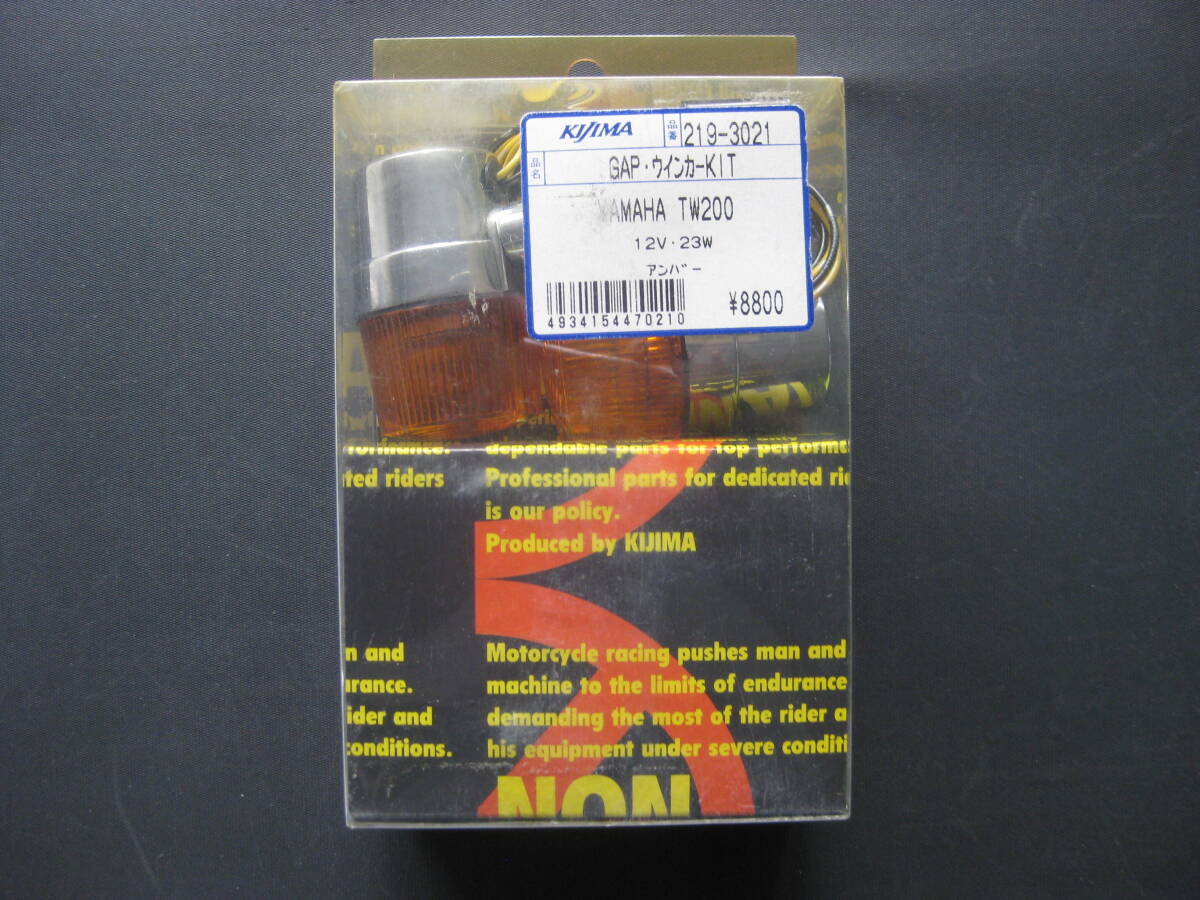 KIJIMA 品番 219-3021
品名 GAP・ウインカーKIT
YAMAHA TW200
12V・23W
アンバー
¥8800
4934154470210
formance. dependable parts for top performa
ted riders Professional parts for dedicated ri
is our policy.
Produced by KIJIMA
n and Motorcycle racing pushes man and
urance. machine to the limits of endurance
ider and demanding the most of the rider a
conditions. his equipment under severe conditi
NON